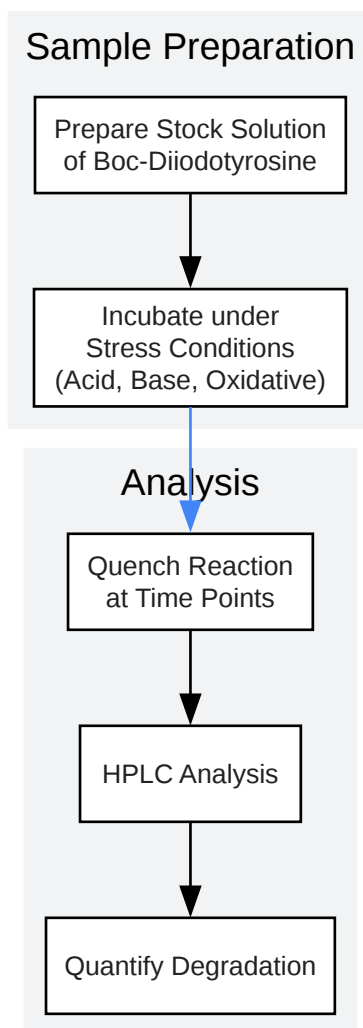 Sample Preparation
Prepare Stock Solution
of Boc-Diiodotyrosine
Incubate under
Stress Conditions
(Acid, Base, Oxidative)
Analysis
Quench Reaction
at Time Points
HPLC Analysis
Quantify Degradation